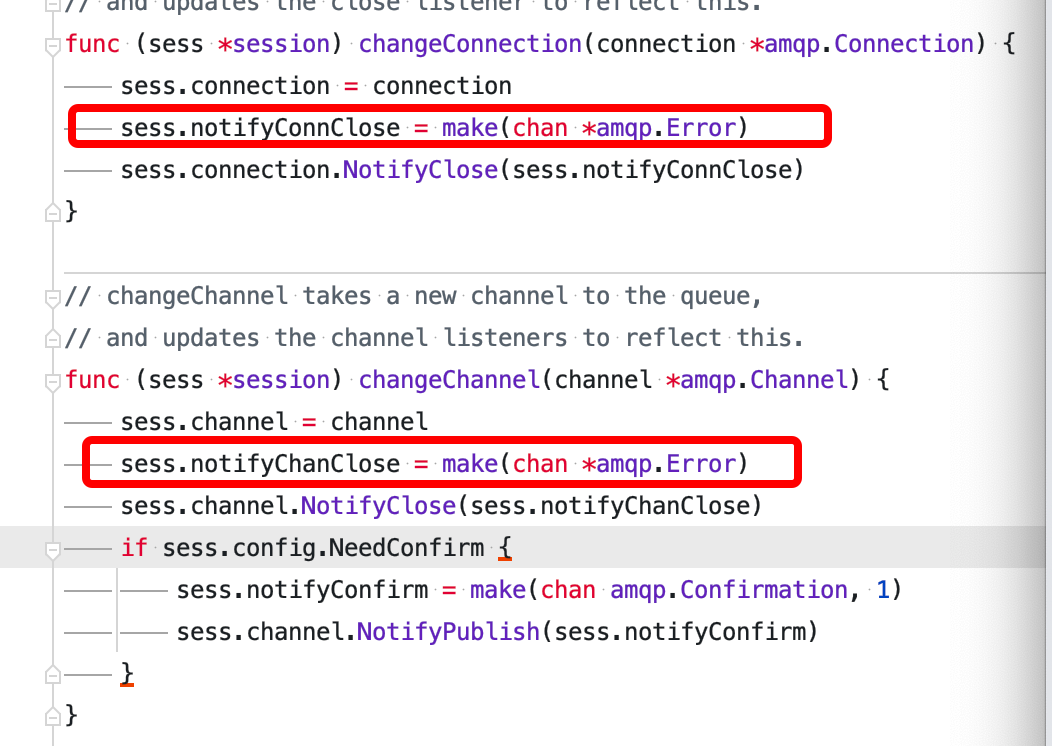 // and updates the close listener to reflect this.
func (sess *session) changeConnection(connection *amqp.Connection) {
sess.connection = connection
sess.notifyConnClose = make(chan *amqp.Error)
sess.connection.NotifyClose(sess.notifyConnClose)
}
// changeChannel takes a new channel to the queue,
// and updates the channel listeners to reflect this.
func (sess *session) changeChannel(channel *amqp.Channel) {
sess.channel = channel
sess.notifyChanClose = make(chan *amqp.Error)
sess.channel.NotifyClose(sess.notifyChanClose)
if sess.config.NeedConfirm {
sess.notifyConfirm = make(chan amqp.Confirmation, 1)
sess.channel.NotifyPublish(sess.notifyConfirm)
}
}